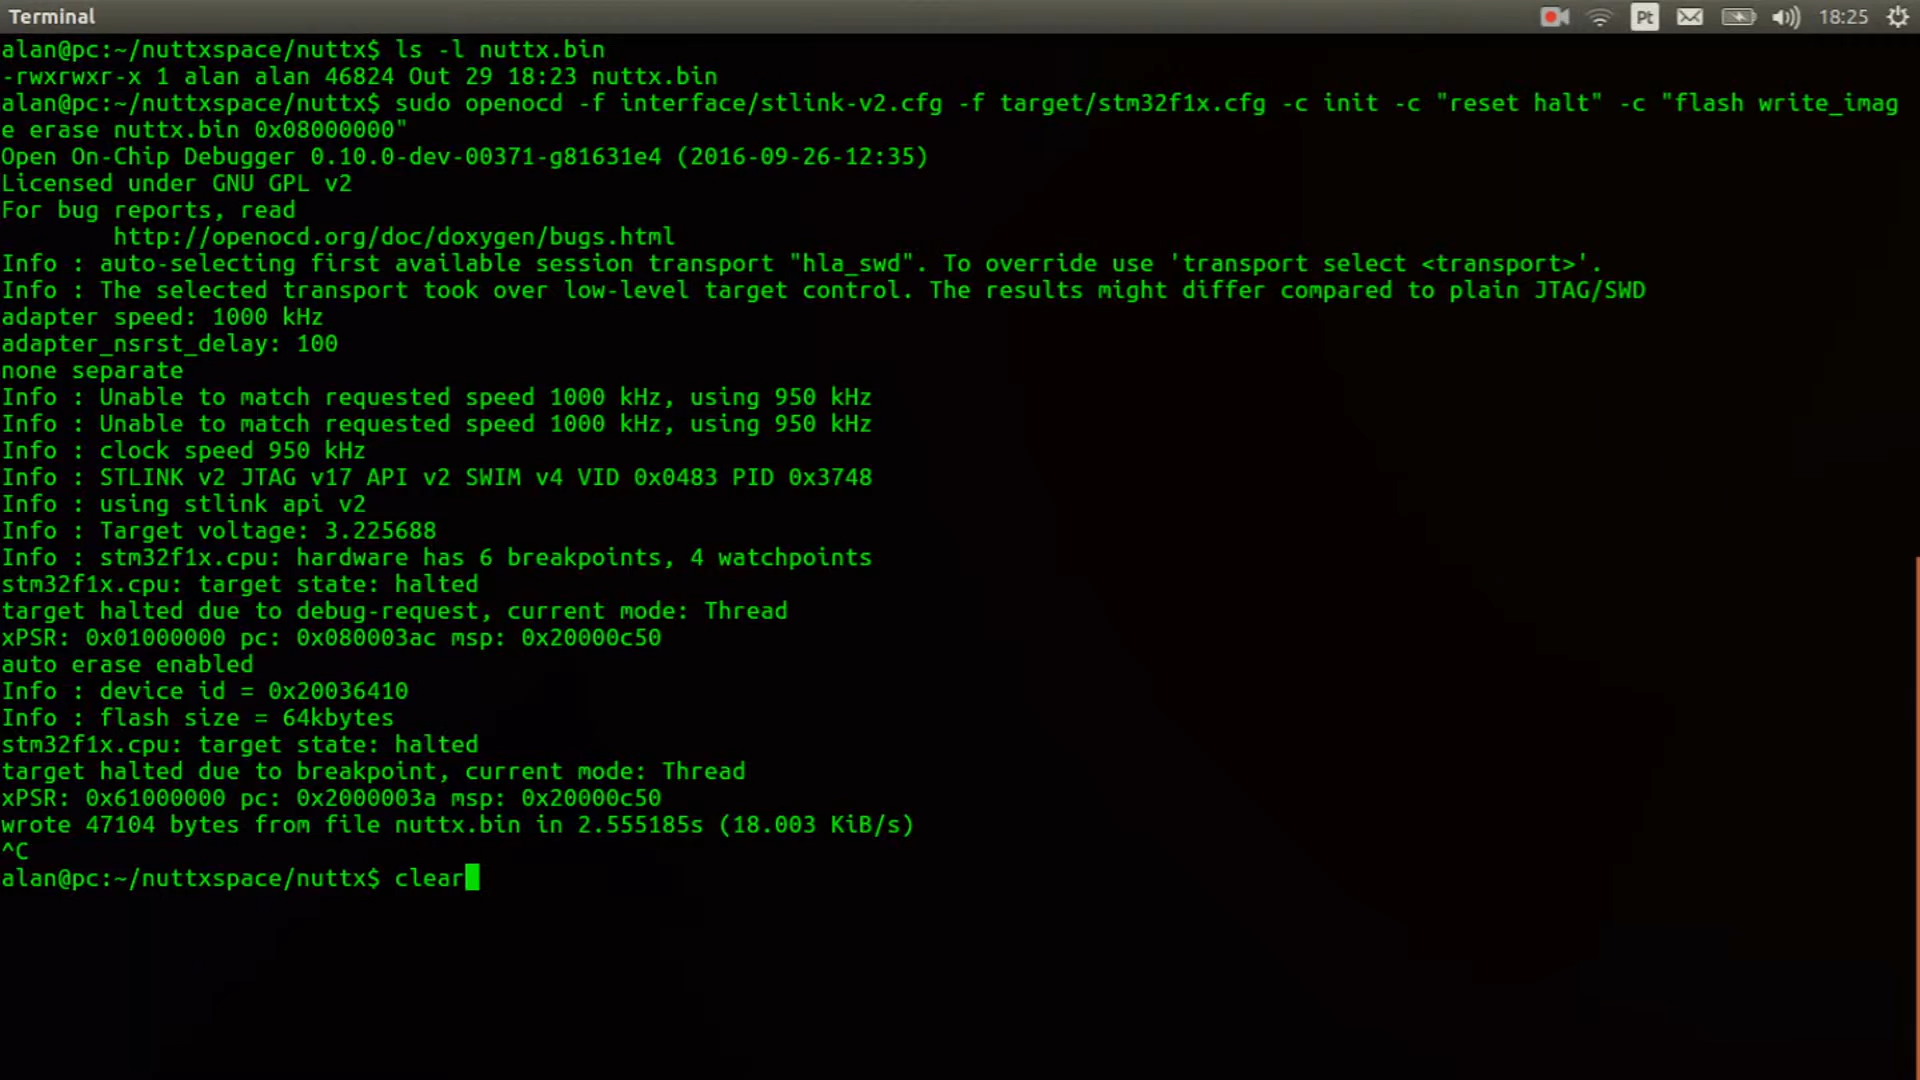 Terminal
Pt
18:25
alan@pc:~/nuttxspace/nuttx$ ls -l nuttx.bin
-rwxrwxr-x 1 alan alan 46824 Out 29 18:23 nuttx.bin
alan@pc:~/nuttxspace/nuttx$ sudo openocd -f interface/stlink-v2.cfg -f target/stm32f1x.cfg -c init -c "reset halt" -c "flash write_imag
e erase nuttx.bin 0x08000000"
Open On-Chip Debugger 0.10.0-dev-00371-g81631e4 (2016-09-26-12:35)
Licensed under GNU GPL v2
For bug reports, read
        http://openocd.org/doc/doxygen/bugs.html
Info : auto-selecting first available session transport "hla_swd". To override use 'transport select <transport>'.
Info : The selected transport took over low-level target control. The results might differ compared to plain JTAG/SWD
adapter speed: 1000 kHz
adapter_nsrst_delay: 100
none separate
Info : Unable to match requested speed 1000 kHz, using 950 kHz
Info : Unable to match requested speed 1000 kHz, using 950 kHz
Info : clock speed 950 kHz
Info : STLINK v2 JTAG v17 API v2 SWIM v4 VID 0x0483 PID 0x3748
Info : using stlink api v2
Info : Target voltage: 3.225688
Info : stm32f1x.cpu: hardware has 6 breakpoints, 4 watchpoints
stm32f1x.cpu: target state: halted
target halted due to debug-request, current mode: Thread
xPSR: 0x01000000 pc: 0x080003ac msp: 0x20000c50
auto erase enabled
Info : device id = 0x20036410
Info : flash size = 64kbytes
stm32f1x.cpu: target state: halted
target halted due to breakpoint, current mode: Thread
xPSR: 0x61000000 pc: 0x2000003a msp: 0x20000c50
wrote 47104 bytes from file nuttx.bin in 2.555185s (18.003 KiB/s)
^C
alan@pc:~/nuttxspace/nuttx$ clear